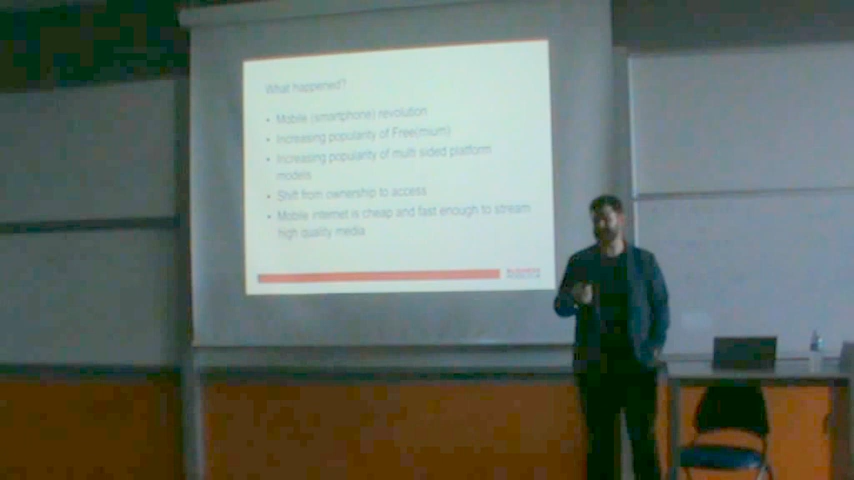 What happened?
• Mobile (smartphone) revolution
• Increasing popularity of Free(mium)
• Increasing popularity of multi sided platform
models
• Shift from ownership to access
• Mobile internet is cheap and fast enough to stream
high quality media